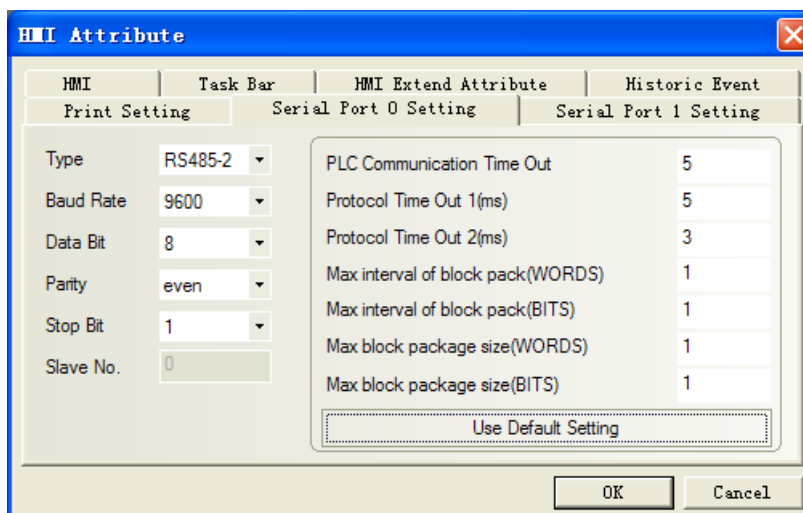 HMI Attribute
HMI Task Bar HMI Extend Attribute Historic Event
Print Setting Serial Port 0 Setting Serial Port 1 Setting
Type RS485-2
Baud Rate 9600
Data Bit 8
Parity even
Stop Bit 1
Slave No. 0
PLC Communication Time Out 5
Protocol Time Out 1(ms) 5
Protocol Time Out 2(ms) 3
Max interval of block pack(WORDS) 1
Max interval of block pack(BITS) 1
Max block package size(WORDS) 1
Max block package size(BITS) 1
Use Default Setting
OK Cancel